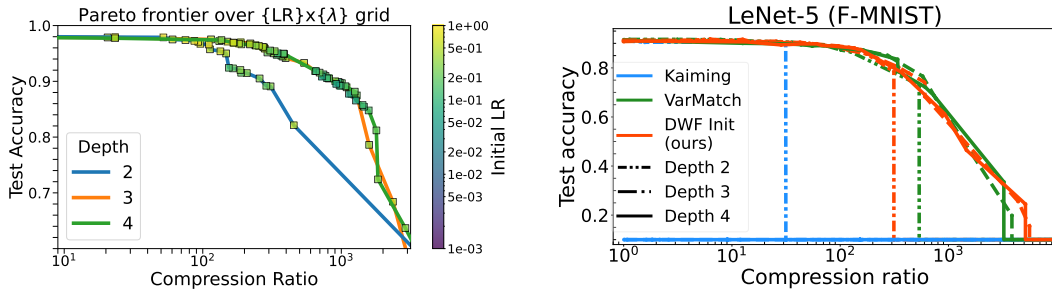 Pareto frontier over {LR}x{λ} grid
Test Accuracy
1.0
0.9
0.8
0.7
Depth
2
3
4
10¹
10²
10³
Compression Ratio
1e+00
5e-01
2e-01
1e-01
5e-02
2e-02
1e-02
5e-03
1e-03
Initial LR
LeNet-5 (F-MNIST)
Test accuracy
0.8
0.6
0.4
0.2
Kaiming
VarMatch
DWF Init
(ours)
Depth 2
Depth 3
Depth 4
10⁰
10¹
10²
10³
Compression ratio